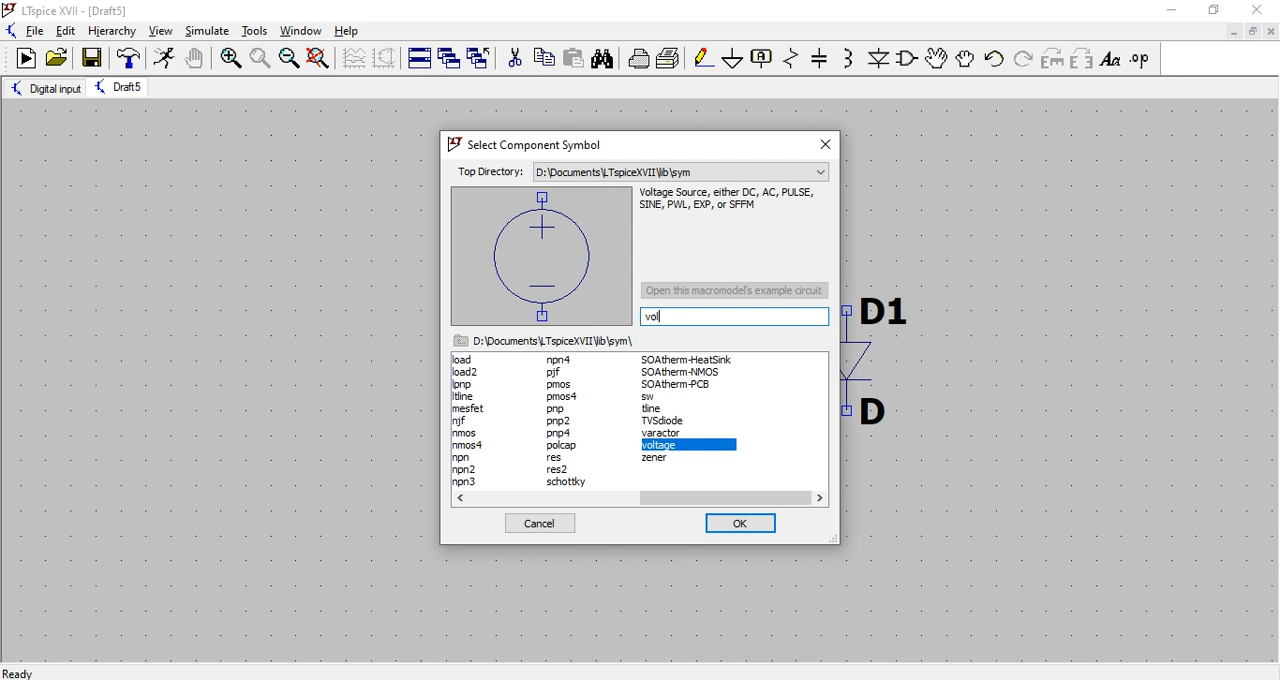 LTspice XVII - [Draft5]
File Edit Hierarchy View Simulate Tools Window Help
Aa .op
Digital input Draft5
Select Component Symbol
Top Directory: D:\Documents\LTspiceXVII\lib\sym
Voltage Source, either DC, AC, PULSE,
SINE, PWL, EXP, or SFFM
Open this macromodel's example circuit
vol
D:\Documents\LTspiceXVII\lib\sym\
load npn4 SOAtherm-HeatSink
load2 pjf SOAtherm-NMOS
lpnp pmos SOAtherm-PCB
ltline pmos4 sw
mesfet pnp tline
njf pnp2 TVSdiode
nmos pnp4 varactor
nmos4 polcap voltage
npn res zener
npn2 res2
npn3 schottky
Cancel OK
D1
D
Ready